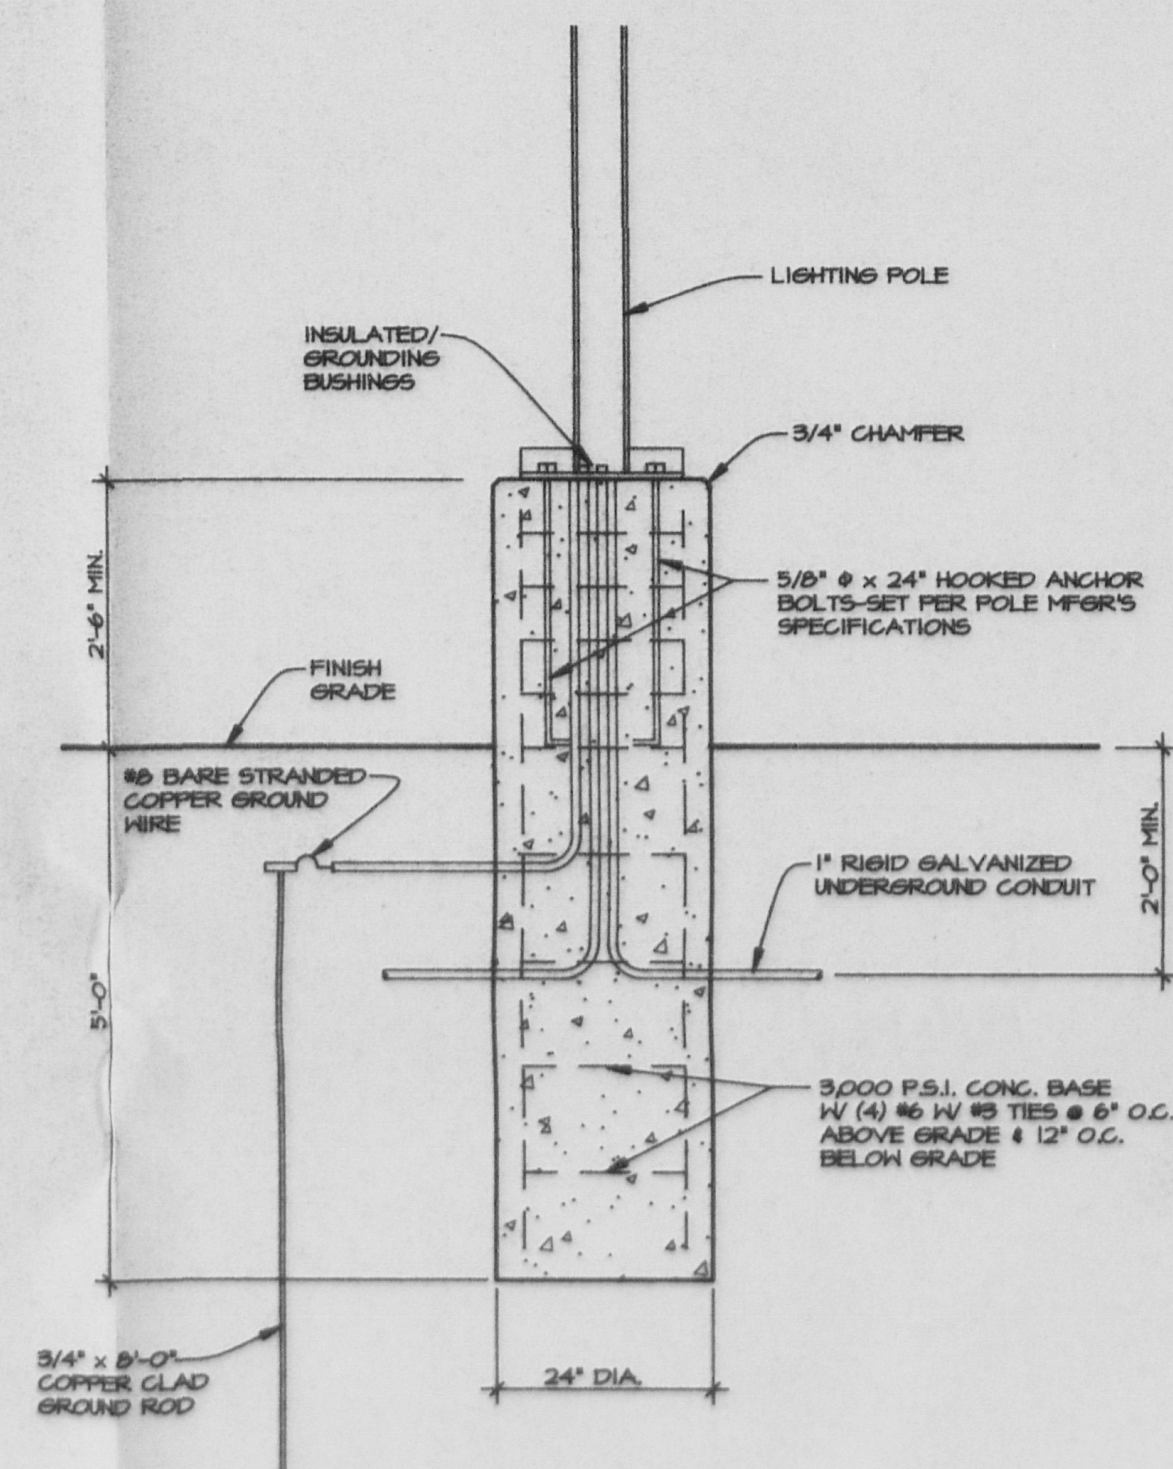 LIGHTING POLE
INSULATED/
GROUNDING
BUSHINGS
3/4" CHAMFER
2'-6" MIN.
5/8" Φ x 24" HOOKED ANCHOR
BOLTS-SET PER POLE MFGR'S
SPECIFICATIONS
FINISH
GRADE
#8 BARE STRANDED
COPPER GROUND
WIRE
1" RIGID GALVANIZED
UNDERGROUND CONDUIT
2'-0" MIN.
5'-0"
3,000 P.S.I. CONC. BASE
W/ (4) #6 W/ #3 TIES @ 6" O.C.
ABOVE GRADE & 12" O.C.
BELOW GRADE
3/4" x 8'-0"
COPPER CLAD
GROUND ROD
24" DIA.